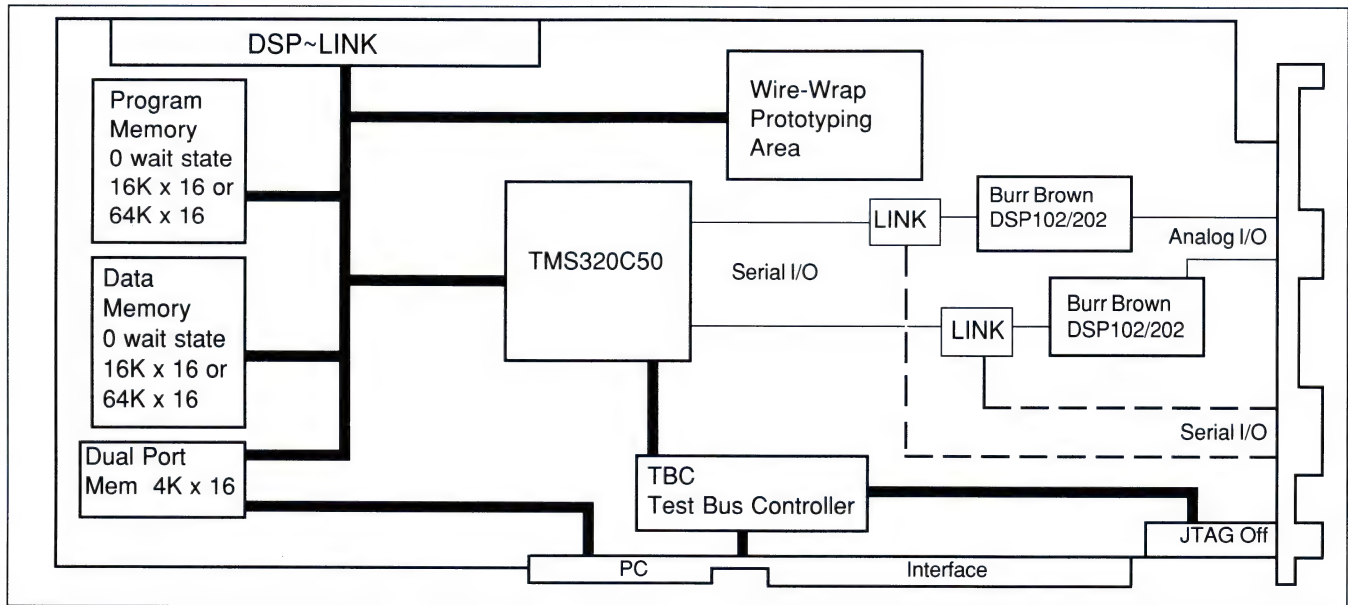 DSP~LINK
Program
Memory
0 wait state
16K x 16 or
64K x 16
Wire-Wrap
Prototyping
Area
Data
Memory
0 wait state
16K x 16 or
64K x 16
TMS320C50
Serial I/O
LINK
Burr Brown
DSP102/202
Analog I/O
LINK
Burr Brown
DSP102/202
Serial I/O
Dual Port
Mem 4K x 16
TBC
Test Bus Controller
JTAG Off
PC
Interface